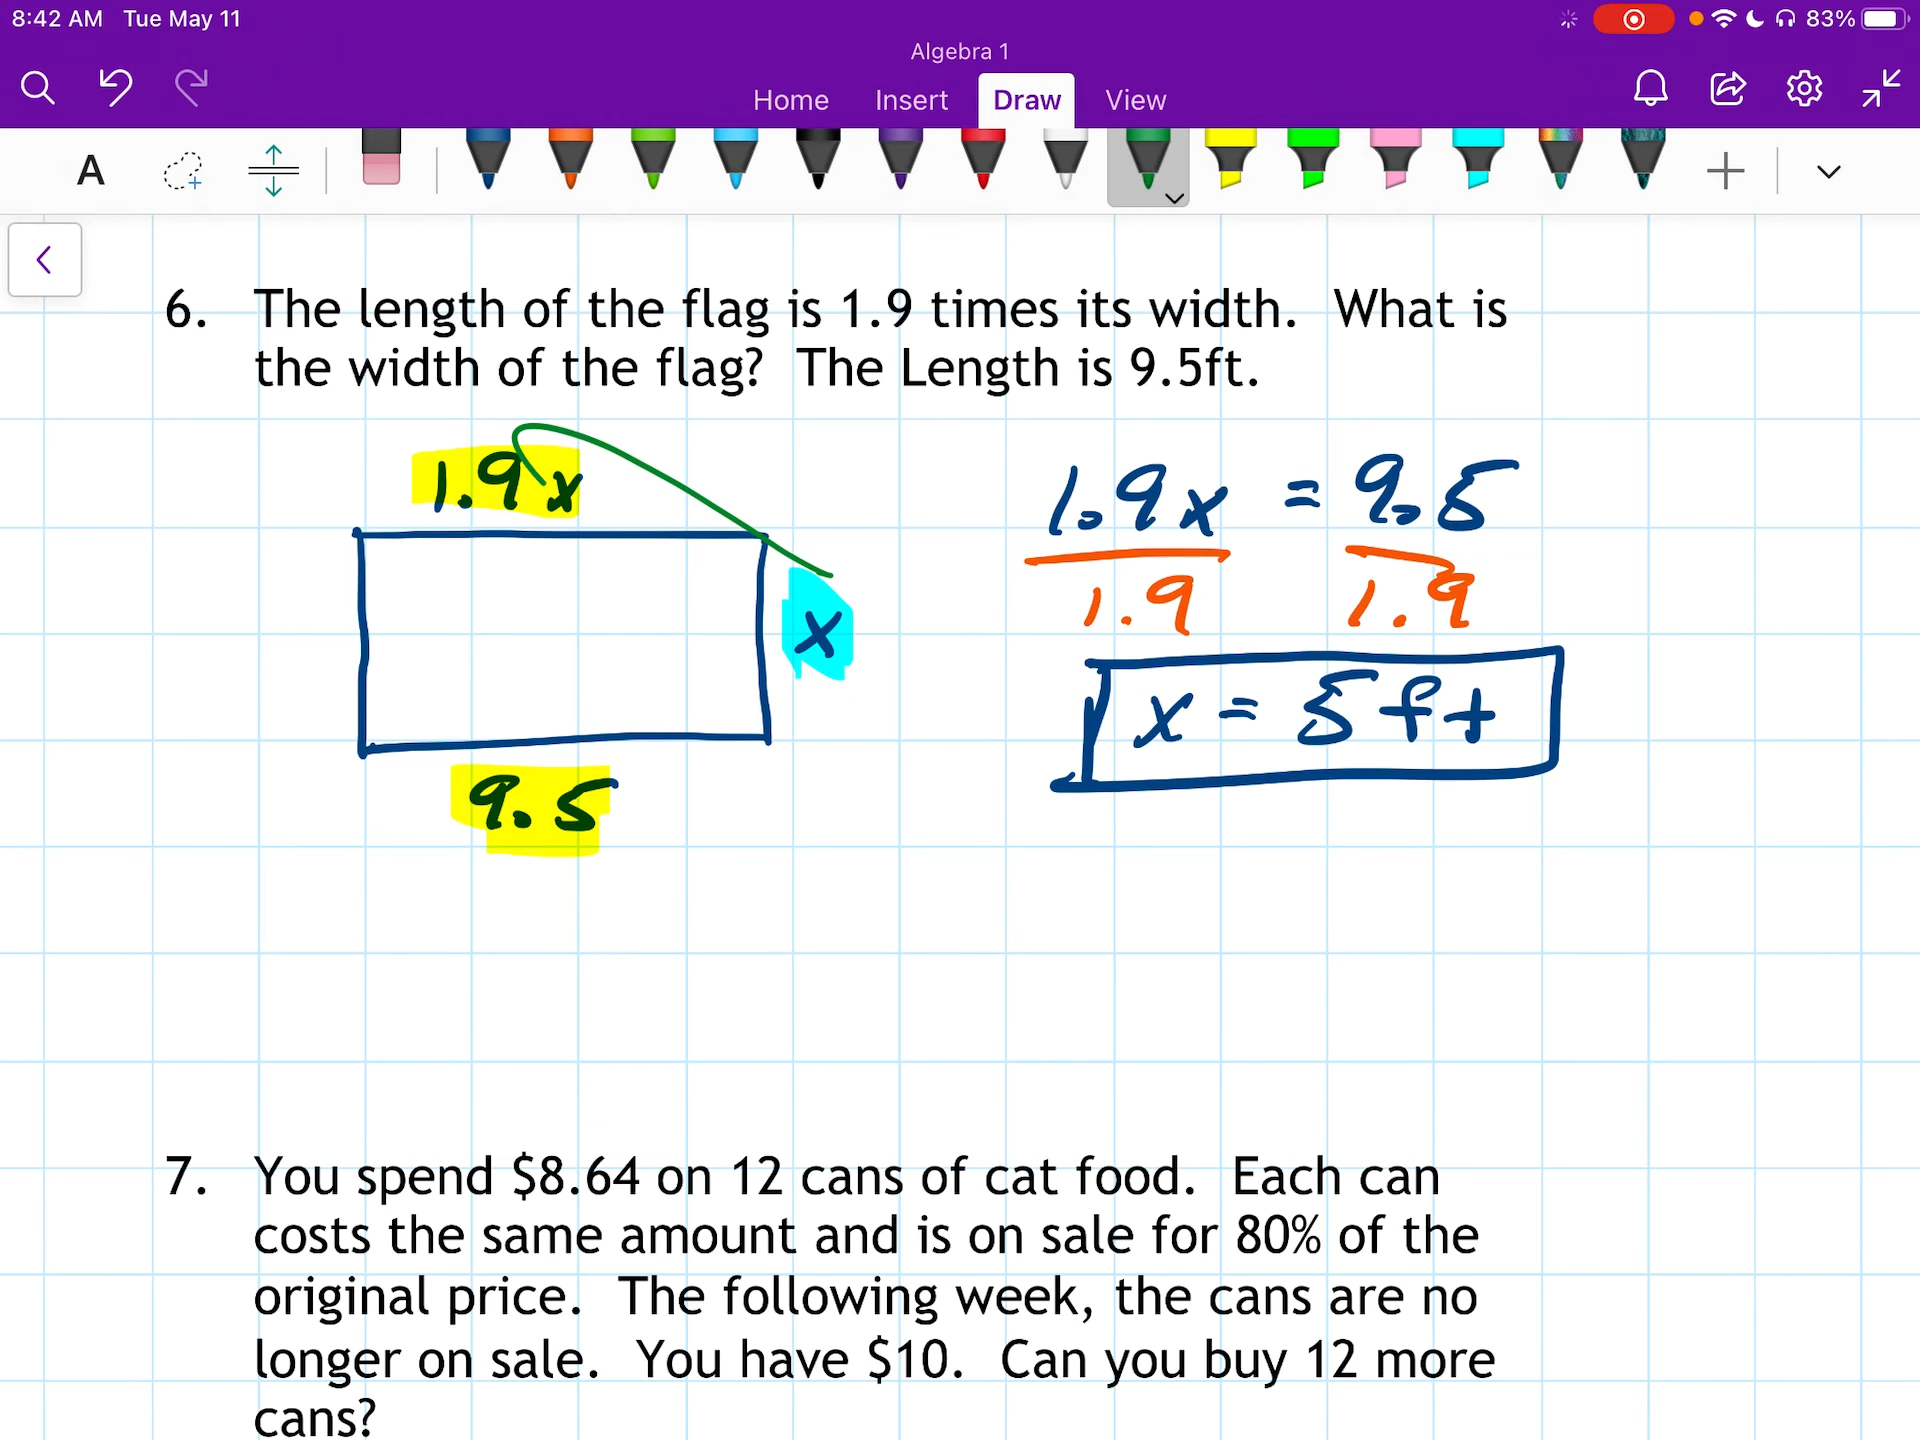 8:42 AM Tue May 11
83%
Algebra 1
Home Insert Draw View
A
6. The length of the flag is 1.9 times its width. What is
the width of the flag? The Length is 9.5ft.
1.9x
x
9.5
1.9x = 9.5
1.9 1.9
x = 5ft
7. You spend $8.64 on 12 cans of cat food. Each can
costs the same amount and is on sale for 80% of the
original price. The following week, the cans are no
longer on sale. You have $10. Can you buy 12 more
cans?